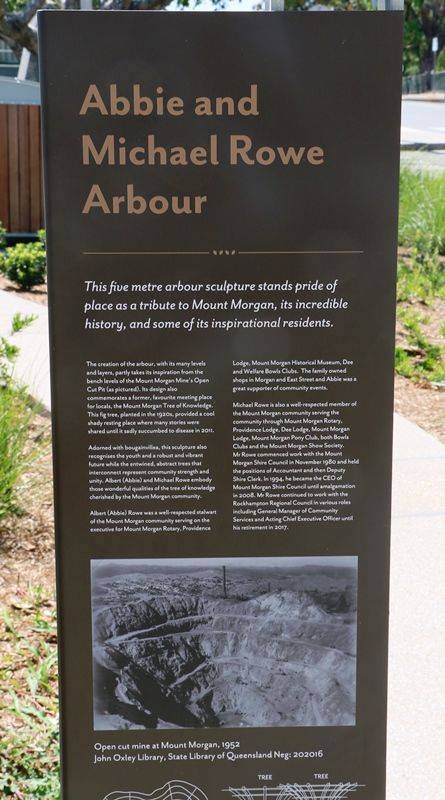 Abbie and
Michael Rowe
Arbour
This five metre arbour sculpture stands pride of
place as a tribute to Mount Morgan, its incredible
history, and some of its inspirational residents.
The creation of the arbour, with its many levels
and layers, partly takes its inspiration from the
bench levels of the Mount Morgan Mine's Open
Cut Pit (as pictured). Its design also
commemorates a former, favourite meeting place
for locals, the Mount Morgan Tree of Knowledge.
This fig tree, planted in the 1920s, provided a cool
shady resting place where many stories were
shared until it sadly succumbed to disease in 2011.
Adorned with bougainvillea, this sculpture also
recognises the youth and a robust and vibrant
future while the entwined, abstract trees that
interconnect represent community strength and
unity. Albert (Abbie) and Michael Rowe embody
those wonderful qualities of the tree of knowledge
cherished by the Mount Morgan community.
Albert (Abbie) Rowe was a well-respected stalwart
of the Mount Morgan community serving on the
executive for Mount Morgan Rotary, Providence
Lodge, Mount Morgan Historical Museum, Dee
and Welfare Bowls Clubs. The family owned
shops in Morgan and East Street and Abbie was a
great supporter of community events.
Michael Rowe is also a well-respected member of
the Mount Morgan community serving the
community through Mount Morgan Rotary,
Providence Lodge, Dee Lodge, Mount Morgan
Lodge, Mount Morgan Pony Club, both Bowls
Clubs and the Mount Morgan Show Society.
Mr Rowe commenced work with the Mount
Morgan Shire Council in November 1980 and held
the positions of Accountant and then Deputy
Shire Clerk. In 1994, he became the CEO of
Mount Morgan Shire Council until amalgamation
in 2008. Mr Rowe continued to work with the
Rockhampton Regional Council in various roles
including General Manager of Community
Services and Acting Chief Executive Officer until
his retirement in 2017.
Open cut mine at Mount Morgan, 1952
John Oxley Library, State Library of Queensland Neg: 202016
TREE TREE